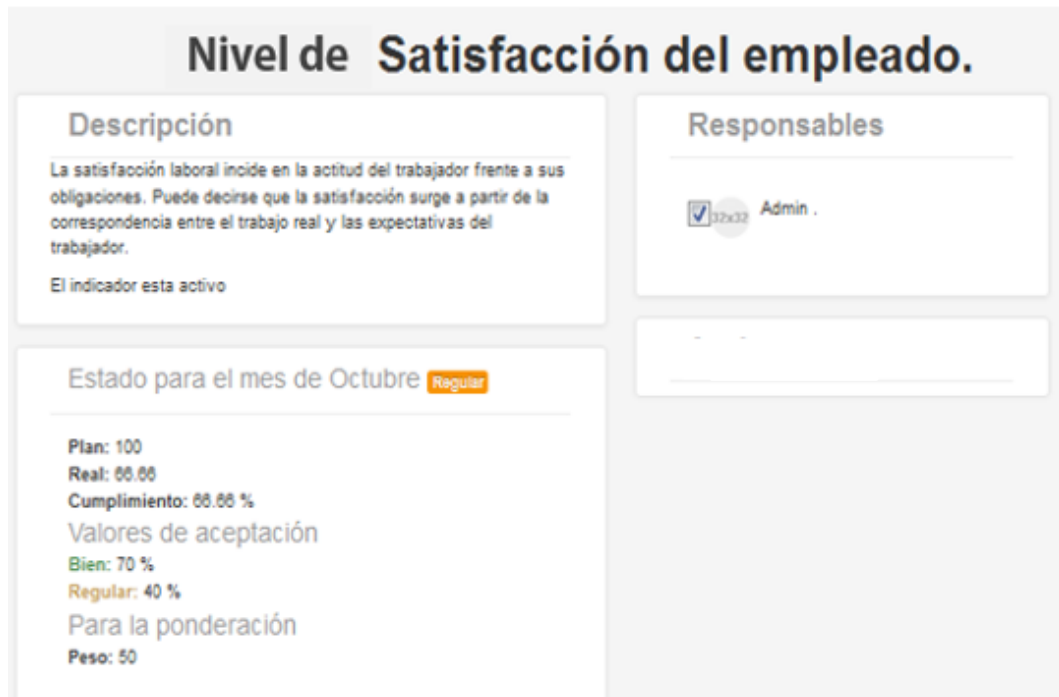 Nivel de Satisfacción del empleado.
Descripción
La satisfacción laboral incide en la actitud del trabajador frente a sus
obligaciones. Puede decirse que la satisfacción surge a partir de la
correspondencia entre el trabajo real y las expectativas del
trabajador.
El indicador esta activo
Estado para el mes de Octubre Regular
Plan: 100
Real: 66.66
Cumplimiento: 66.66 %
Valores de aceptación
Bien: 70 %
Regular: 40 %
Para la ponderación
Peso: 50
Responsables
32x32 Admin .